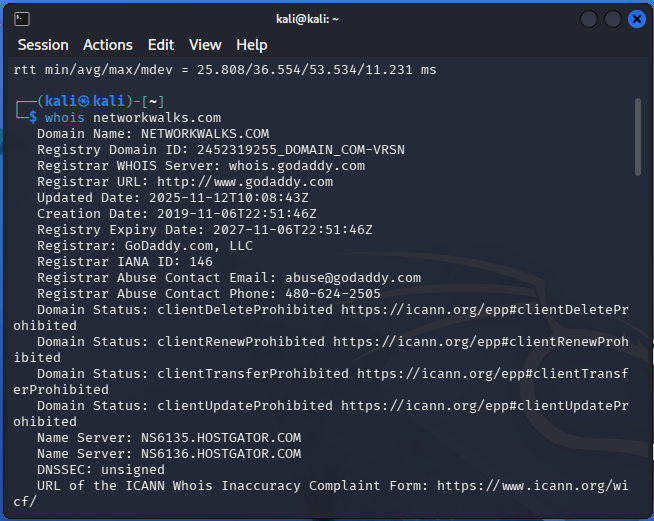 kali@kali: ~
Session Actions Edit View Help
rtt min/avg/max/mdev = 25.808/36.554/53.534/11.231 ms
┌──(kali㉿kali)-[~]
└─$ whois networkwalks.com
Domain Name: NETWORKWALKS.COM
Registry Domain ID: 2452319255_DOMAIN_COM-VRSN
Registrar WHOIS Server: whois.godaddy.com
Registrar URL: http://www.godaddy.com
Updated Date: 2025-11-12T10:08:43Z
Creation Date: 2019-11-06T22:51:46Z
Registry Expiry Date: 2027-11-06T22:51:46Z
Registrar: GoDaddy.com, LLC
Registrar IANA ID: 146
Registrar Abuse Contact Email: abuse@godaddy.com
Registrar Abuse Contact Phone: 480-624-2505
Domain Status: clientDeleteProhibited https://icann.org/epp#clientDeletePr
ohibited
Domain Status: clientRenewProhibited https://icann.org/epp#clientRenewProh
ibited
Domain Status: clientTransferProhibited https://icann.org/epp#clientTransf
erProhibited
Domain Status: clientUpdateProhibited https://icann.org/epp#clientUpdatePr
ohibited
Name Server: NS6135.HOSTGATOR.COM
Name Server: NS6136.HOSTGATOR.COM
DNSSEC: unsigned
URL of the ICANN Whois Inaccuracy Complaint Form: https://www.icann.org/wi
cf/